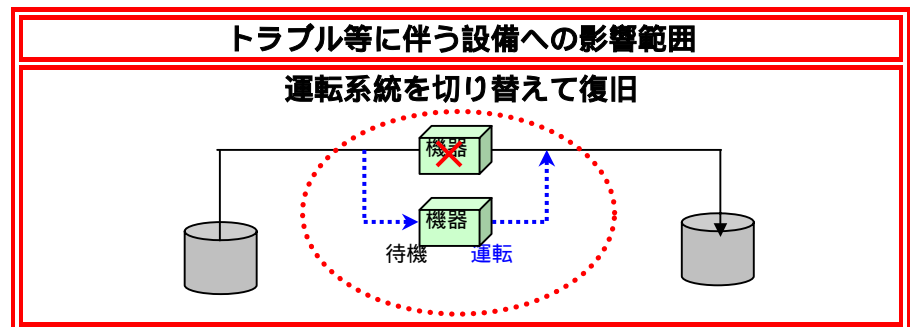 トラブル等に伴う設備への影響範囲
運転系統を切り替えて復旧
機器
機器
待機 運転